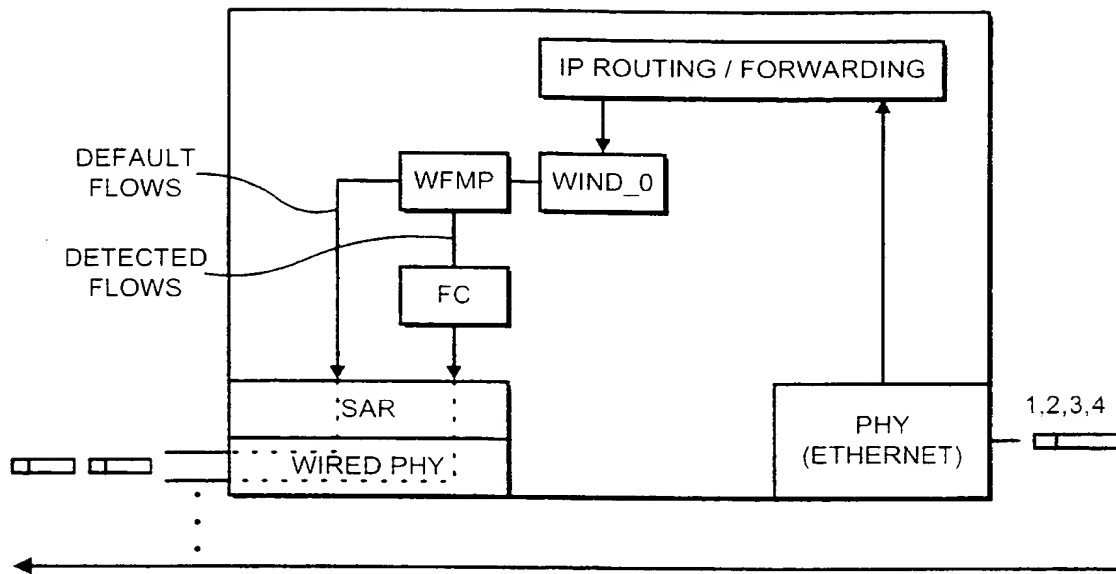 IP ROUTING / FORWARDING
DEFAULT
FLOWS
WFMP
WIND_0
DETECTED
FLOWS
FC
SAR
WIRED PHY
PHY
(ETHERNET)
1,2,3,4